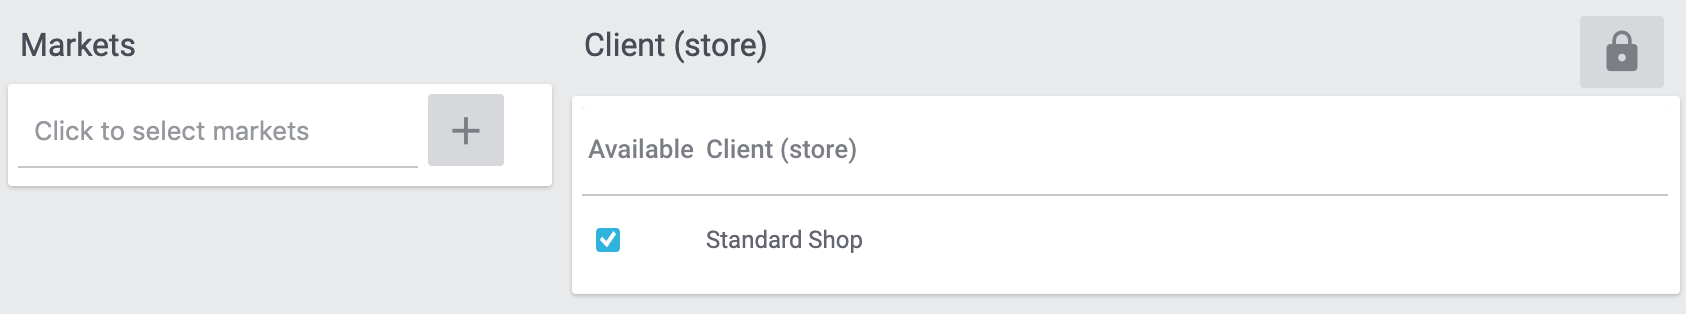 Markets
Click to select markets
Client (store)
Available Client (store)
Standard Shop